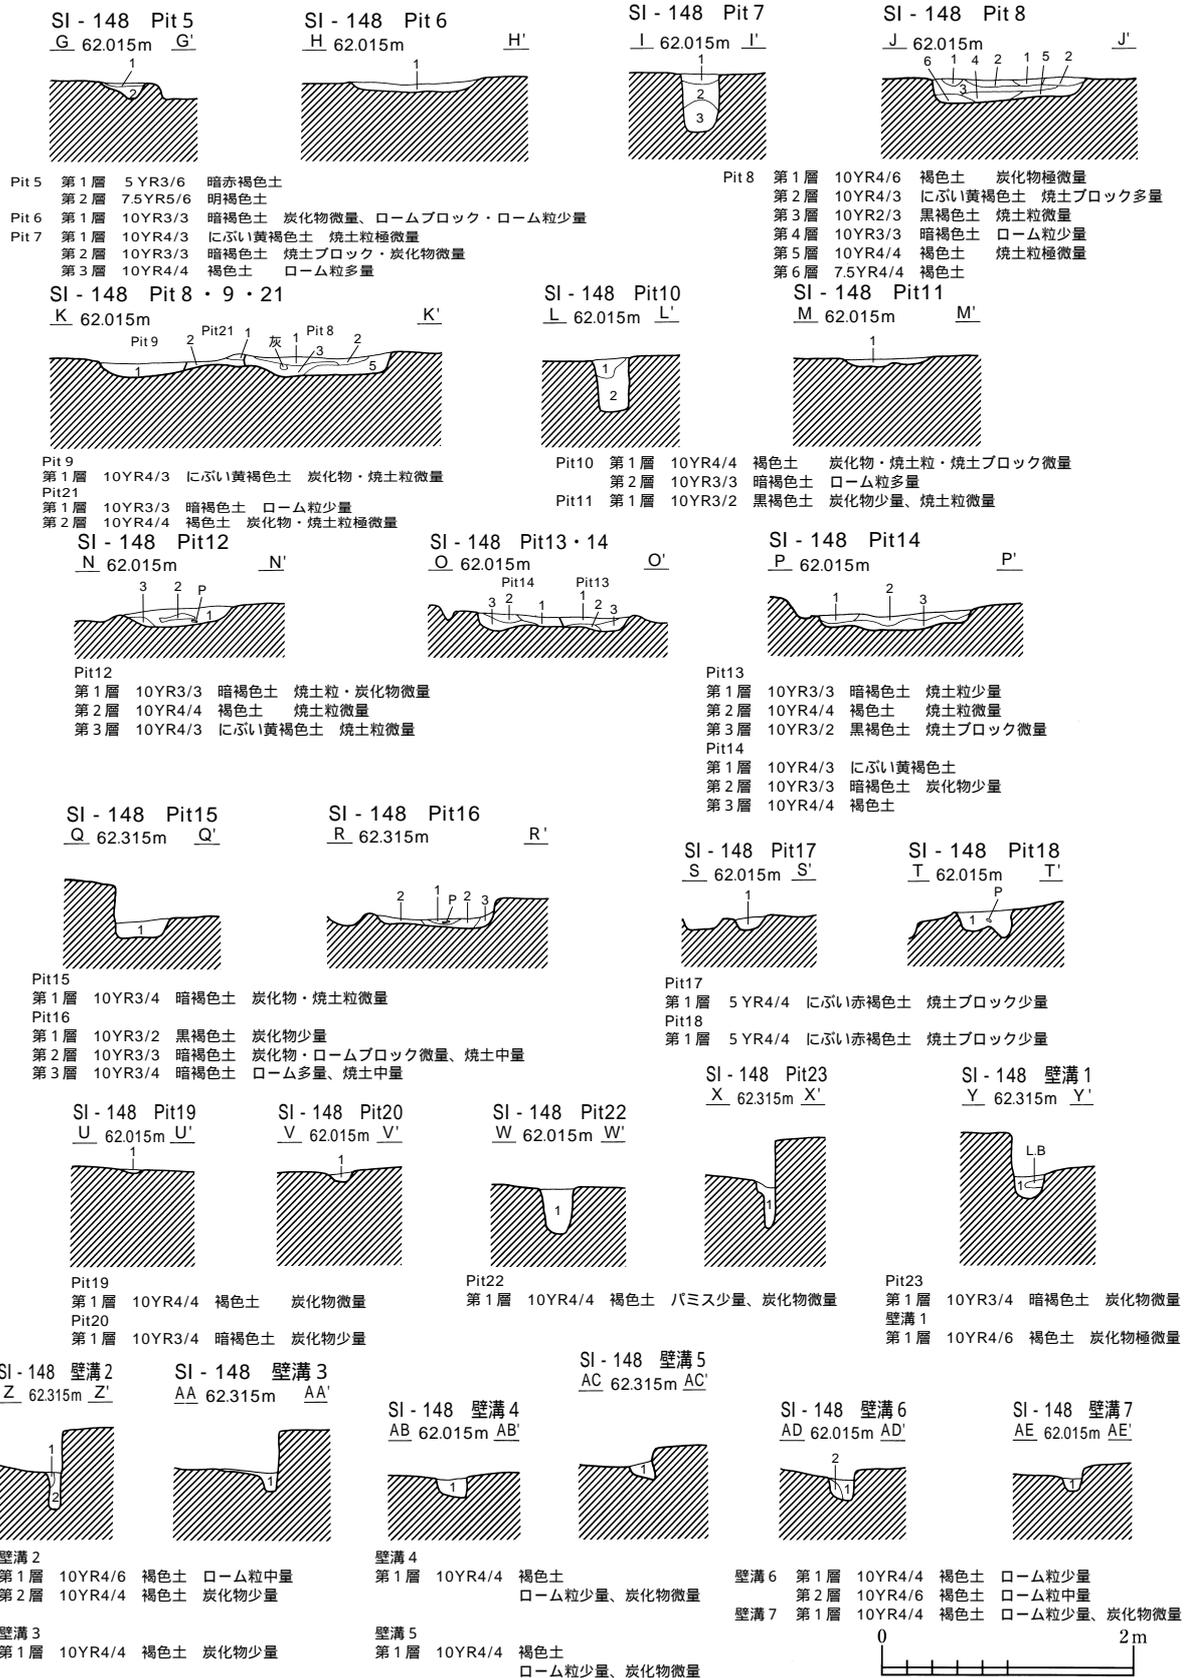 SI - 148 Pit 5
G 62.015m G'
1
2
SI - 148 Pit 6
H 62.015m H'
1
SI - 148 Pit 7
I 62.015m I'
1
2
3
SI - 148 Pit 8
J 62.015m J'
6 1 4 2 1 5 2
3
Pit 5 第1層 5YR3/6 暗赤褐色土
第2層 7.5YR5/6 明褐色土
Pit 6 第1層 10YR3/3 暗褐色土 炭化物微量、ロームブロック・ローム粒少量
Pit 7 第1層 10YR4/3 にぶい黄褐色土 焼土粒極微量
第2層 10YR3/3 暗褐色土 焼土ブロック・炭化物微量
第3層 10YR4/4 褐色土 ローム粒多量
Pit 8 第1層 10YR4/6 褐色土 炭化物極微量
第2層 10YR4/3 にぶい黄褐色土 焼土ブロック多量
第3層 10YR2/3 黒褐色土 焼土粒微量
第4層 10YR3/3 暗褐色土 ローム粒少量
第5層 10YR4/4 褐色土 焼土粒極微量
第6層 7.5YR4/4 褐色土
SI - 148 Pit 8・9・21
K 62.015m K'
Pit 9 2 Pit21 1 灰 1 Pit 8 3 2
1 5
SI - 148 Pit10
L 62.015m L'
1
2
SI - 148 Pit11
M 62.015m M'
1
Pit 9
第1層 10YR4/3 にぶい黄褐色土 炭化物・焼土粒微量
Pit21
第1層 10YR3/3 暗褐色土 ローム粒少量
第2層 10YR4/4 褐色土 炭化物・焼土粒極微量
Pit10 第1層 10YR4/4 褐色土 炭化物・焼土粒・焼土ブロック微量
第2層 10YR3/3 暗褐色土 ローム粒多量
Pit11 第1層 10YR3/2 黒褐色土 炭化物少量、焼土粒微量
SI - 148 Pit12
N 62.015m N'
3 2 P
1
SI - 148 Pit13・14
O 62.015m O'
Pit14 Pit13
3 2 1 1 2 3
SI - 148 Pit14
P 62.015m P'
1 2 3
Pit12
第1層 10YR3/3 暗褐色土 焼土粒・炭化物微量
第2層 10YR4/4 褐色土 焼土粒微量
第3層 10YR4/3 にぶい黄褐色土 焼土粒微量
Pit13
第1層 10YR3/3 暗褐色土 焼土粒少量
第2層 10YR4/4 褐色土 焼土粒微量
第3層 10YR3/2 黒褐色土 焼土ブロック微量
Pit14
第1層 10YR4/3 にぶい黄褐色土
第2層 10YR3/3 暗褐色土 炭化物少量
第3層 10YR4/4 褐色土
SI - 148 Pit15
Q 62.315m Q'
1
SI - 148 Pit16
R 62.315m R'
2 1 P 2 3
SI - 148 Pit17
S 62.015m S'
1
SI - 148 Pit18
T 62.015m T'
P
1
Pit15
第1層 10YR3/4 暗褐色土 炭化物・焼土粒微量
Pit16
第1層 10YR3/2 黒褐色土 炭化物少量
第2層 10YR3/3 暗褐色土 炭化物・ロームブロック微量、焼土中量
第3層 10YR3/4 暗褐色土 ローム多量、焼土中量
Pit17
第1層 5YR4/4 にぶい赤褐色土 焼土ブロック少量
Pit18
第1層 5YR4/4 にぶい赤褐色土 焼土ブロック少量
SI - 148 Pit19
U 62.015m U'
1
SI - 148 Pit20
V 62.015m V'
1
SI - 148 Pit22
W 62.015m W'
1
SI - 148 Pit23
X 62.315m X'
1
SI - 148 壁溝1
Y 62.315m Y'
L.B
1
Pit19
第1層 10YR4/4 褐色土 炭化物微量
Pit20
第1層 10YR3/4 暗褐色土 炭化物少量
Pit22
第1層 10YR4/4 褐色土 パミス少量、炭化物微量
Pit23
第1層 10YR3/4 暗褐色土 炭化物微量
壁溝1
第1層 10YR4/6 褐色土 炭化物極微量
SI - 148 壁溝2
Z 62.315m Z'
1
2
SI - 148 壁溝3
AA 62.315m AA'
1
SI - 148 壁溝4
AB 62.015m AB'
1
SI - 148 壁溝5
AC 62.315m AC'
1
SI - 148 壁溝6
AD 62.015m AD'
2
1
SI - 148 壁溝7
AE 62.015m AE'
1
壁溝2
第1層 10YR4/6 褐色土 ローム粒中量
第2層 10YR4/4 褐色土 炭化物少量
壁溝3
第1層 10YR4/4 褐色土 炭化物少量
壁溝4
第1層 10YR4/4 褐色土
ローム粒少量、炭化物微量
壁溝5
第1層 10YR4/4 褐色土
ローム粒少量、炭化物微量
壁溝6 第1層 10YR4/4 褐色土 ローム粒少量
第2層 10YR4/6 褐色土 ローム粒中量
壁溝7 第1層 10YR4/4 褐色土 ローム粒少量、炭化物微量
0 2m